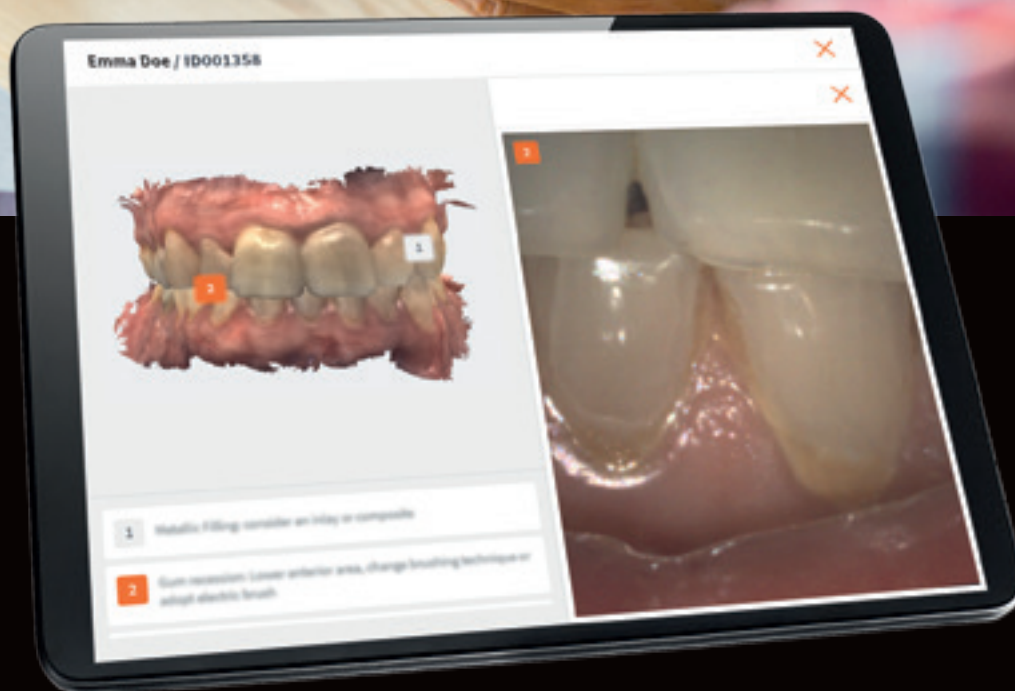 Emma Doe / ID001358
2
1
2
1 Metallic Filling: consider an inlay or composite
2 Gum recession: Lower anterior area, change brushing technique or
adopt electric brush